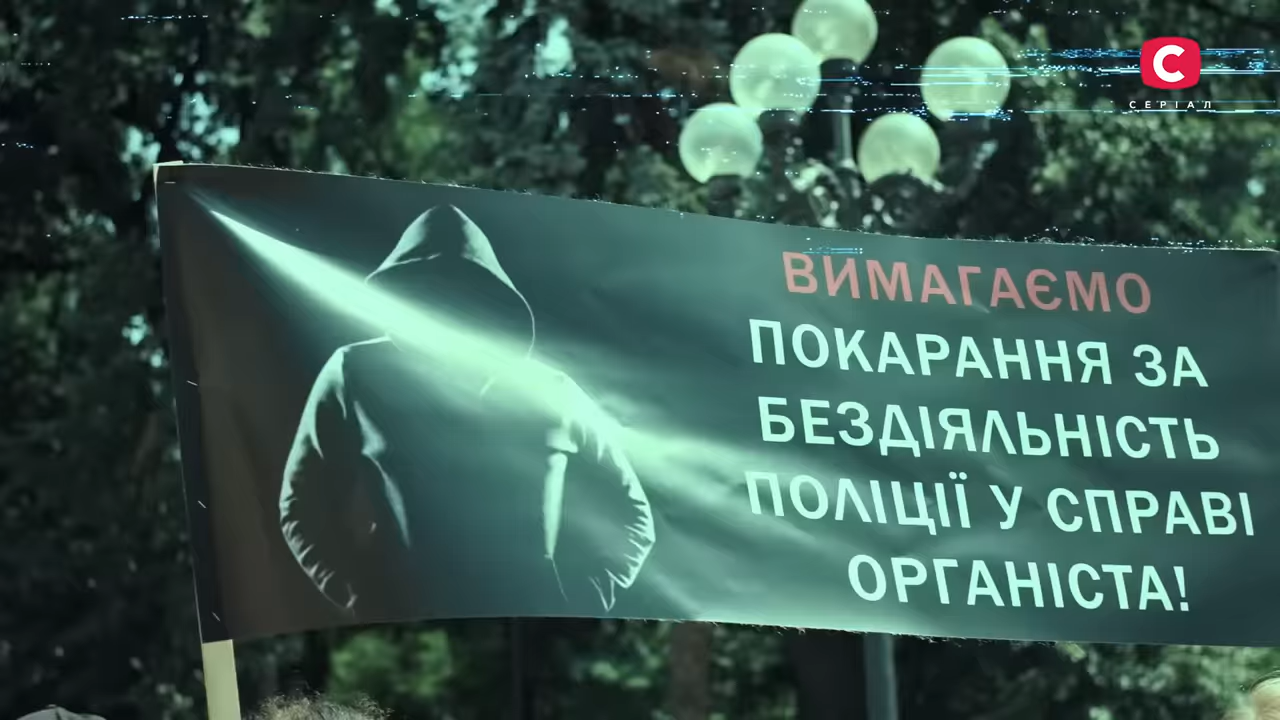 С
СЕРІАЛ
ВИМАГАЄМО
ПОКАРАННЯ ЗА
БЕЗДІЯЛЬНІСТЬ
ПОЛІЦІЇ У СПРАВІ
ОРГАНІСТА!